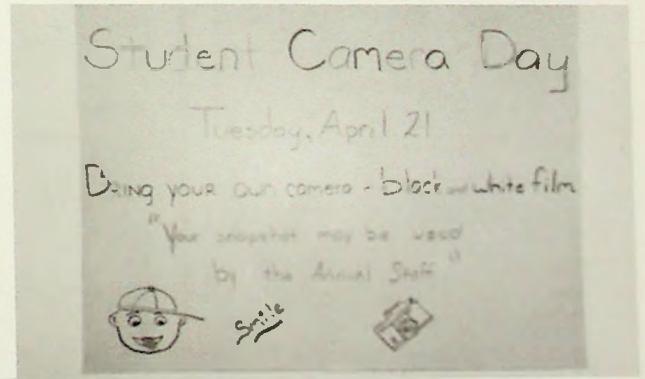 Student Camera Day
Tuesday, April 21
Bring your own camera - black and white film
"Your snapshot may be used
by the Annual Staff"
Smile